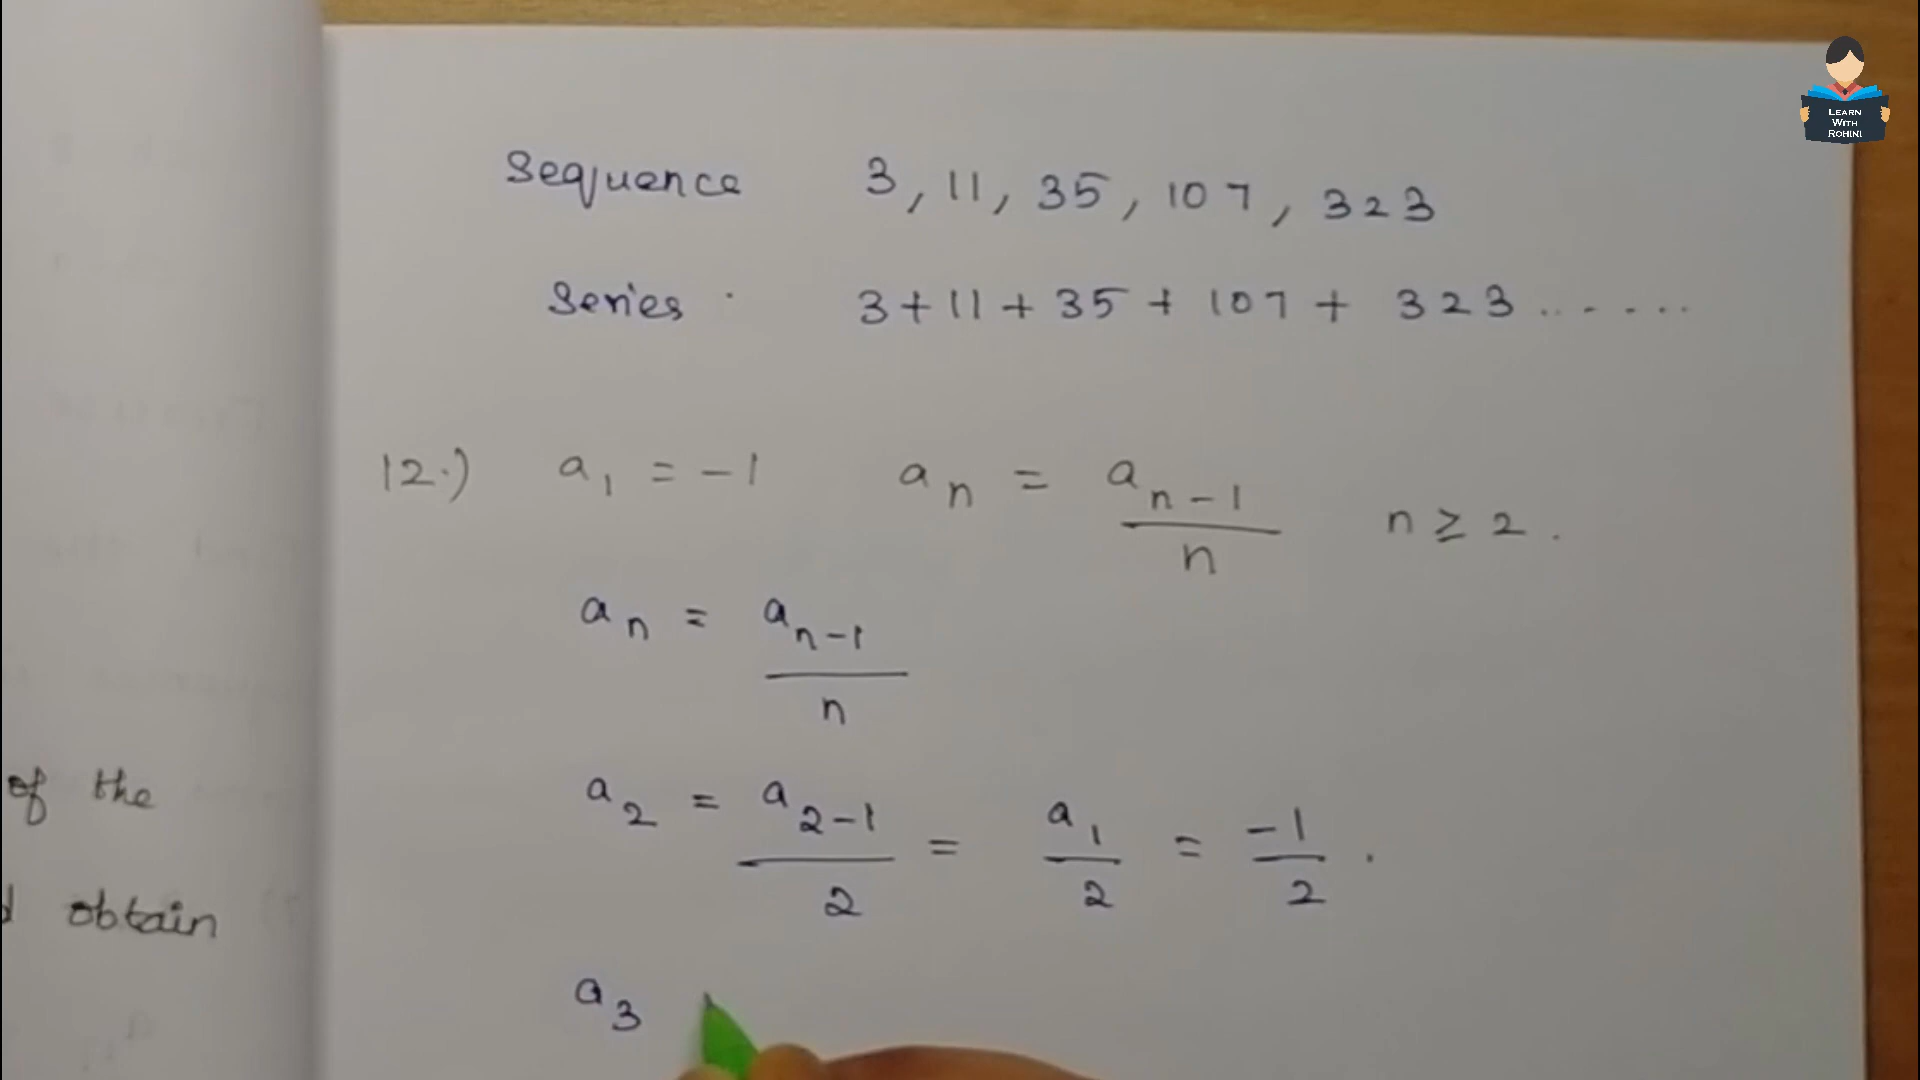 LEARN
WITH
ROHINI
Sequence 3, 11, 35, 107, 323
Series 3 + 11 + 35 + 107 + 323 ......
12.) a₁ = -1 aₙ = aₙ₋₁ / n n ≥ 2.
aₙ = aₙ₋₁ / n
a₂ = a₂₋₁ / 2 = a₁ / 2 = -1 / 2 .
a₃
of the
obtain